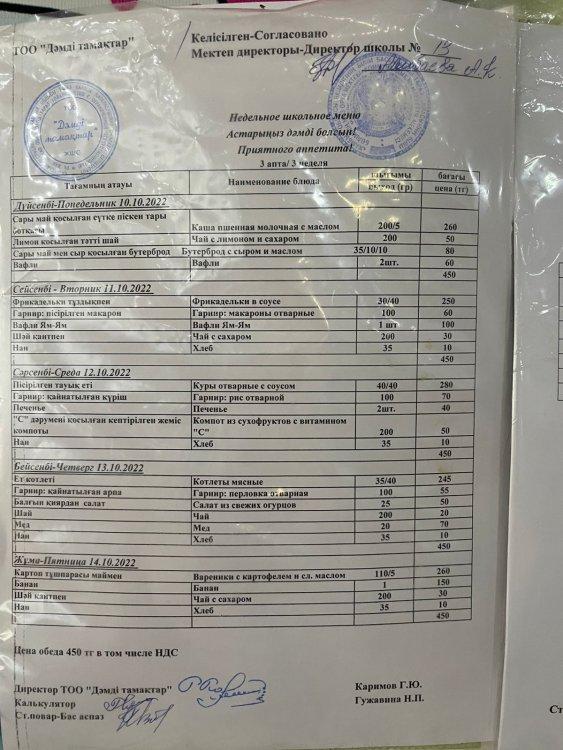 ТОО "Дәмді тамақтар"
Келісілген-Согласовано
Мектеп директоры-Директор школы № 13
"Дәмді тамақтар"
Недельное школьное меню
Астарыңыз дәмді болсын!
Приятного аппетита!
3 апта/ 3 неделя
Тағамның атауы Наименование блюда шығымы выход (гр) бағағы цена (тг)
Дүйсенбі-Понедельник 10.10.2022
Сары май қосылған сүтке піскен тары ботқасы Каша пшенная молочная с маслом 200/5 260
Лимон қосылған тәтті шай Чай с лимоном и сахаром 200 50
Сары май мен сыр қосылған бутерброд Бутерброд с сыром и маслом 35/10/10 80
Вафли Вафли 2шт. 60
450
Сейсенбі - Вторник 11.10.2022
Фрикадельки тұздықпен Фрикадельки в соусе 30/40 250
Гарнир: пісірілген макарон Гарнир: макароны отварные 100 60
Вафли Ям-Ям Вафли Ям-Ям 1 шт 100
Шәй кантпен Чай с сахаром 200 30
Нан Хлеб 35 10
450
Сәрсенбі-Среда 12.10.2022
Пісірілген тауық еті Куры отварные с соусом 40/40 280
Гарнир: қайнатылған күріш Гарнир: рис отварной 100 70
Печенье Печенье 2шт. 40
"С" дәрумені қосылған кептірілген жеміс компоты Компот из сухофруктов с витамином "С" 200 50
Нан Хлеб 35 10
450
Бейсенбі-Четверг 13.10.2022
Ет котлеті Котлеты мясные 35/40 245
Гарнир: қайнатылған арпа Гарнир: перловка отварная 100 55
Балғын қиярдан салат Салат из свежих огурцов 25 50
Шай Чай 200 20
Мед Мед 20 70
Нан Хлеб 35 10
450
Жұма-Пятница 14.10.2022
Картоп тұшпарасы маймен Вареники с картофелем и сл. маслом 110/5 260
Банан Банан 1 150
Шәй кантпен Чай с сахаром 200 30
Нан Хлеб 35 10
450
Цена обеда 450 тг в том числе НДС
Директор ТОО "Дәмді тамактар" Каримов Г.Ю.
Калькулятор Гужавина Н.П.
Ст.повар-Бас аспаз
Ст